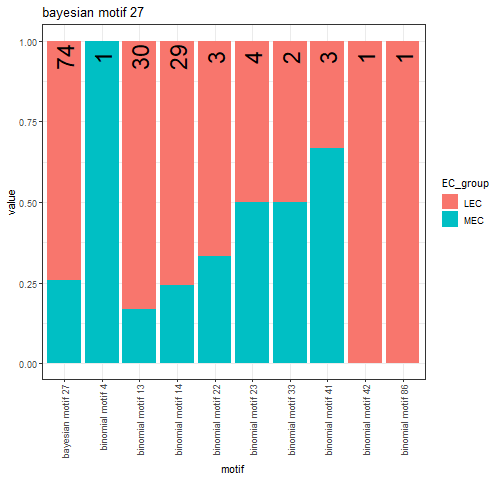 bayesian motif 27
1.00
0.75
0.50
0.25
0.00
value
74
1
30
29
3
4
2
3
1
1
bayesian motif 27
binomial motif 4
binomial motif 13
binomial motif 14
binomial motif 22
binomial motif 23
binomial motif 33
binomial motif 41
binomial motif 42
binomial motif 86
motif
EC_group
LEC
MEC